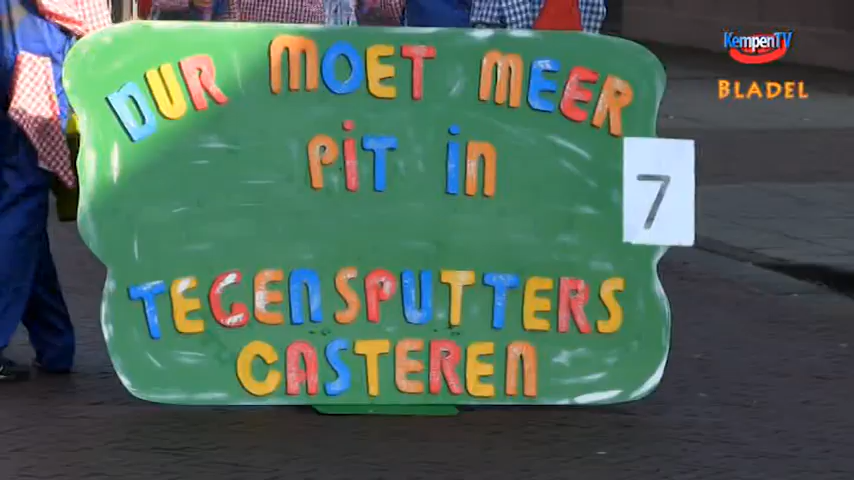 KempenTV
BLADEL
DUR MOET MEER
PIT IN
7
TEGENSPUTTERS
CASTEREN